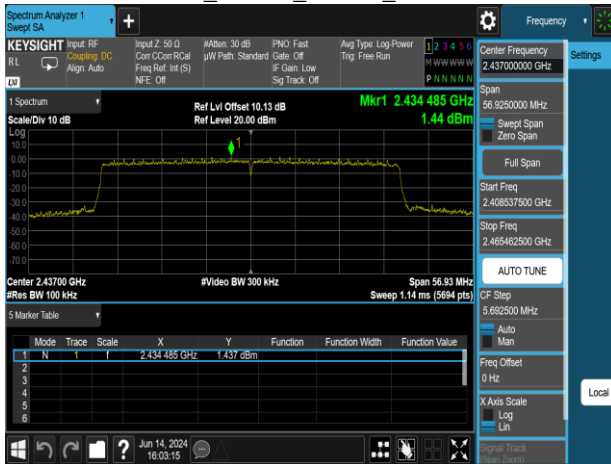 Spectrum Analyzer 1
Swept SA
+
Frequency
KEYSIGHT
RL
LXI
Input: RF
Coupling: DC
Align: Auto
Input Z: 50 Ω
Corr CCorr RCal
Freq Ref: Int (S)
NFE: Off
#Atten: 30 dB
µW Path: Standard
PNO: Fast
Gate: Off
IF Gain: Low
Sig Track: Off
Avg Type: Log-Power
Trig: Free Run
1 2 3 4 5 6
M W W W W W
P N N N N N
1 Spectrum
Scale/Div 10 dB
Ref Lvl Offset 10.13 dB
Ref Level 20.00 dBm
Mkr1 2.434 485 GHz
1.44 dBm
Log
10.0
0.00
-10.0
-20.0
-30.0
-40.0
-50.0
-60.0
-70.0
1
Center 2.43700 GHz
#Res BW 100 kHz
#Video BW 300 kHz
Span 56.93 MHz
Sweep 1.14 ms (5694 pts)
5 Marker Table
Mode Trace Scale X Y Function Function Width Function Value
1 N 1 f 2.434 485 GHz 1.437 dBm
2
3
4
5
6
Jun 14, 2024
16:03:15
?
Center Frequency
2.437000000 GHz
Span
56.9250000 MHz
Swept Span
Zero Span
Full Span
Start Freq
2.408537500 GHz
Stop Freq
2.465462500 GHz
AUTO TUNE
CF Step
5.692500 MHz
Auto
Man
Freq Offset
0 Hz
X Axis Scale
Log
Lin
Signal Track
(Span Zoom)
Settings
Local